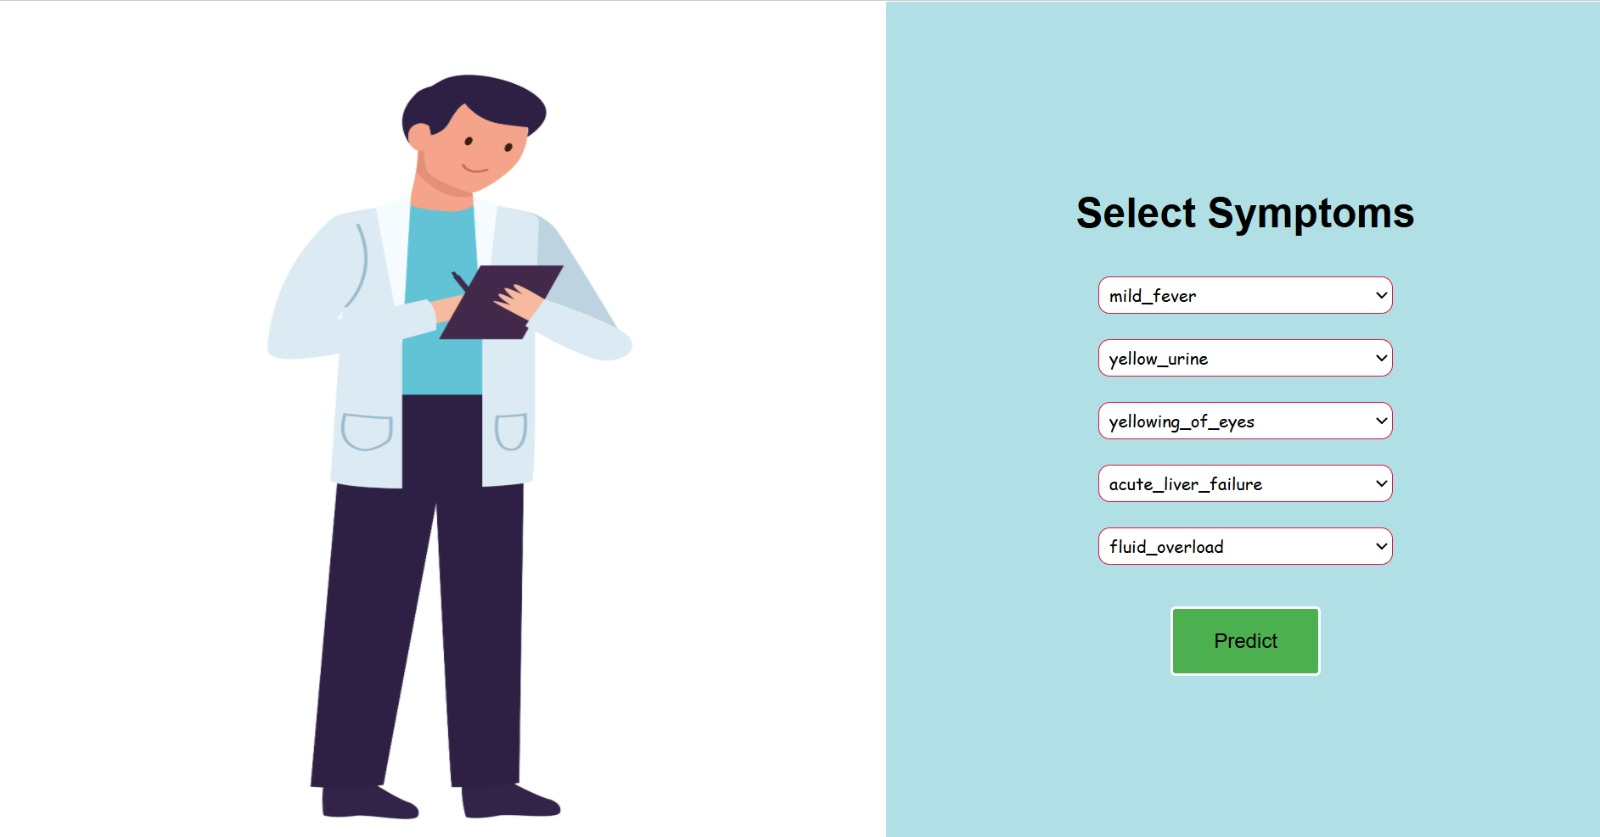 Select Symptoms
mild_fever
yellow_urine
yellowing_of_eyes
acute_liver_failure
fluid_overload
Predict